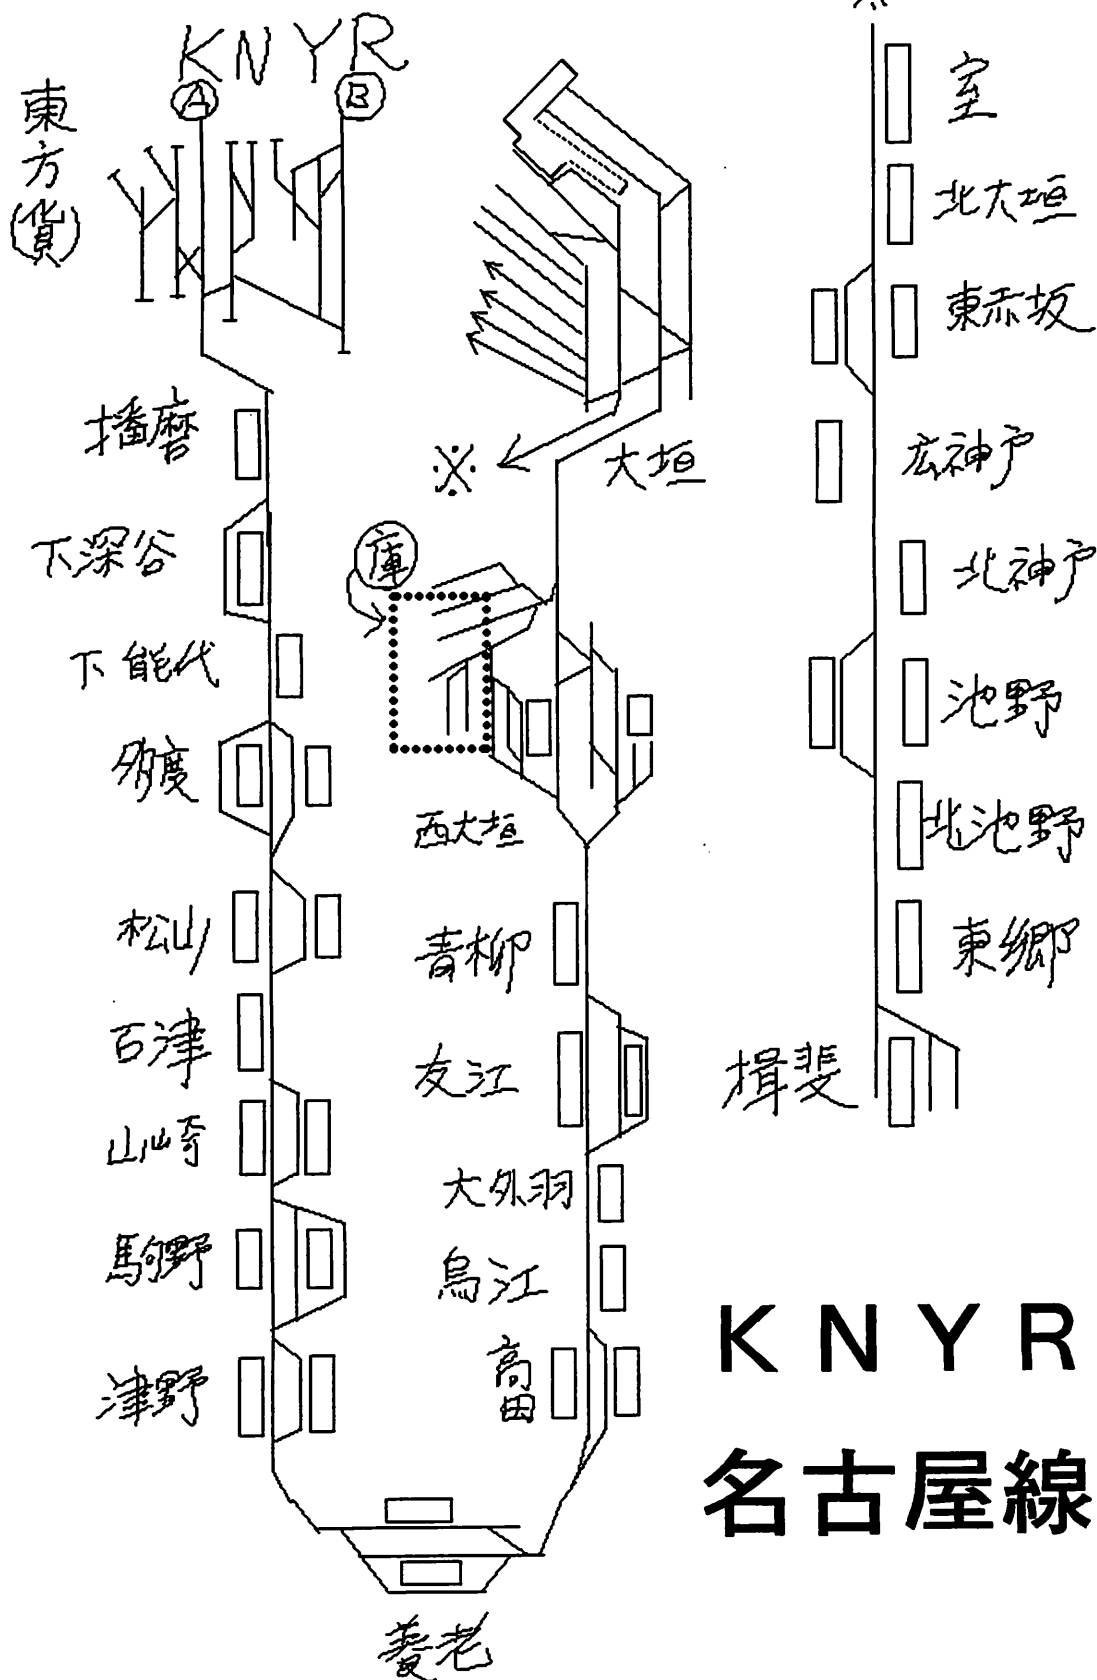 KNYR
A
B
東方
貨
播磨
下深谷
下能代
多度
松山
石津
山崎
駒野
津野
養老
高田
烏江
大外羽
友江
青柳
西大垣
庫
※
大垣
※
室
北大垣
東赤坂
広神戸
北神戸
池野
北池野
東郷
揖斐
KNYR
名古屋線